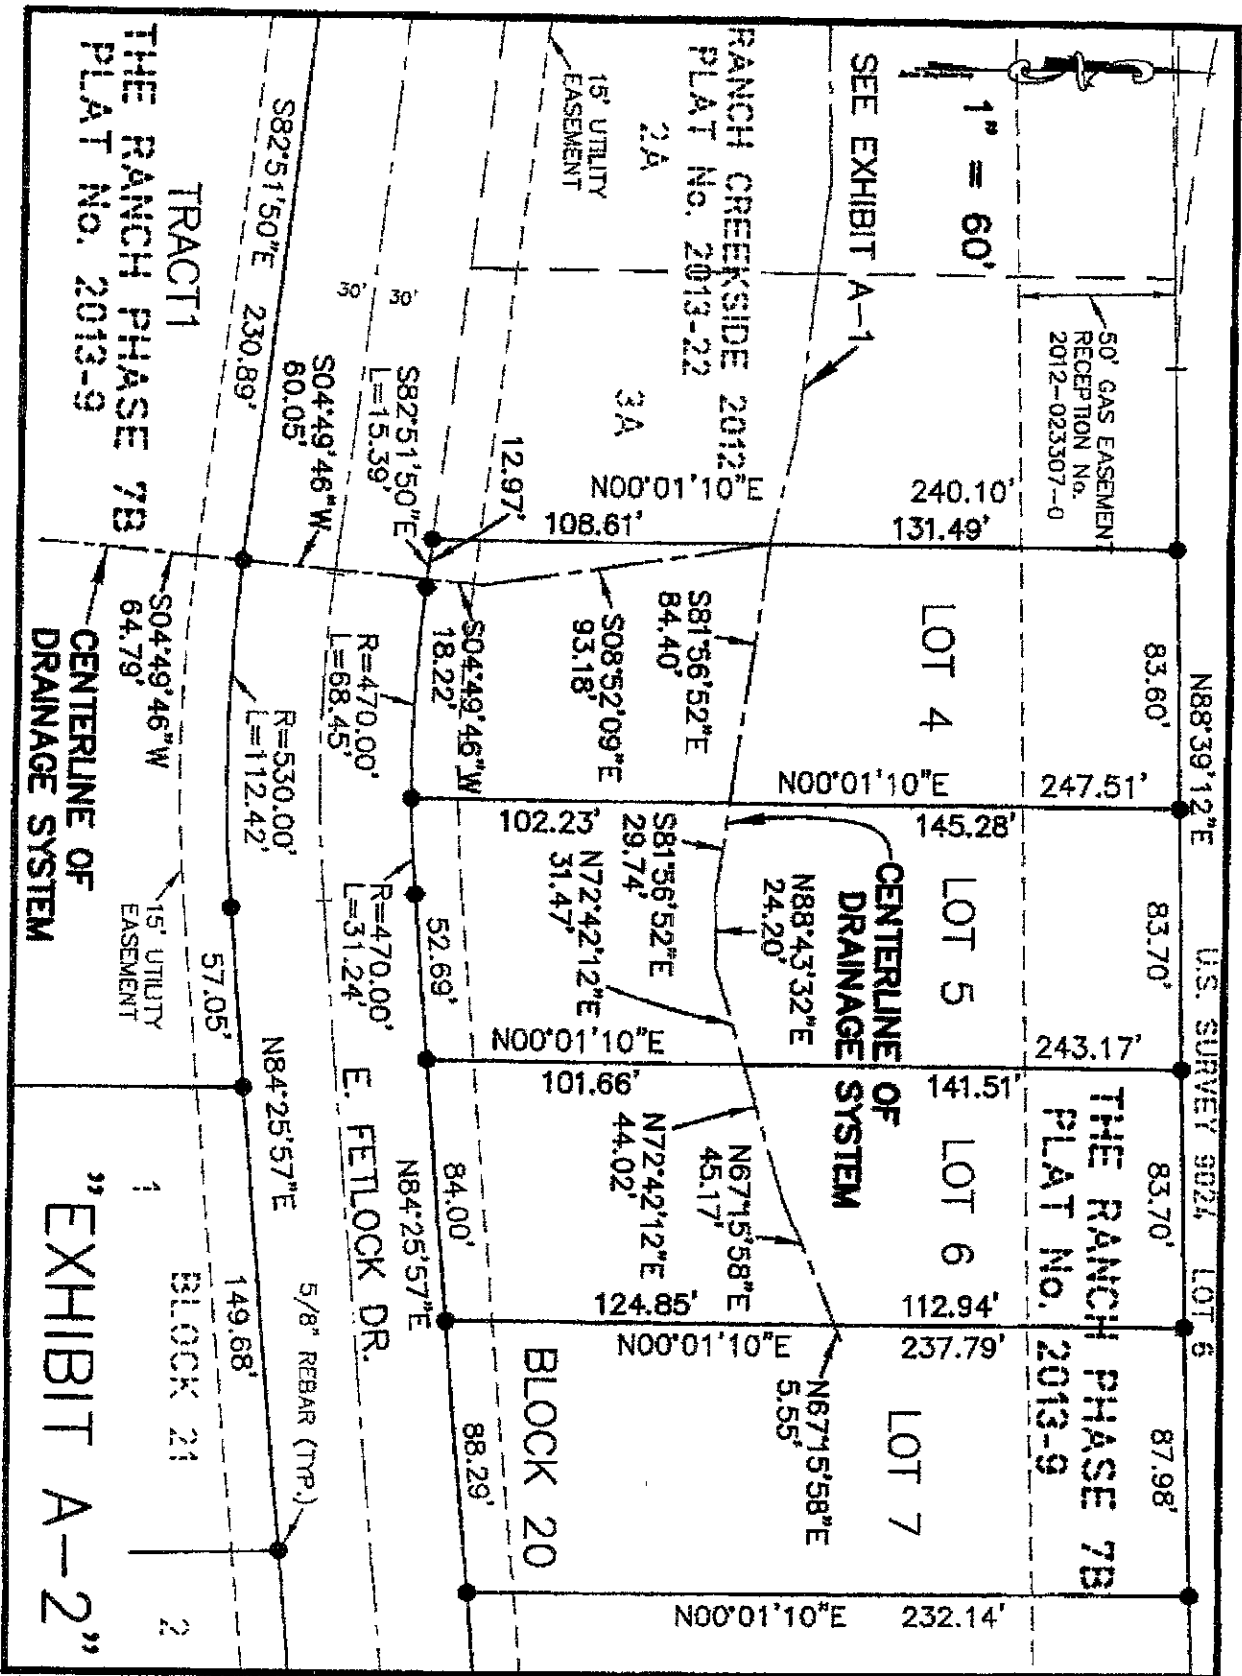 N88°39'12"E
U.S. SURVEY 9024 LOT 6
83.60'
83.70'
83.70'
87.98'
THE RANCH PHASE 7B
PLAT No. 2013-9
50' GAS EASEMENT
RECEPTION No.
2012-023307-0
1" = 60'
SEE EXHIBIT A-1
240.10'
131.49'
247.51'
145.28'
243.17'
141.51'
112.94'
237.79'
232.14'
N00°01'10"E
LOT 4
LOT 5
LOT 6
LOT 7
CENTERLINE OF
DRAINAGE SYSTEM
N88°43'32"E
24.20'
N67°15'58"E
5.55'
RANCH CREEKSIDE 2012
PLAT No. 2013-22
2A
3A
N00°01'10"E
108.61'
S81°56'52"E
84.40'
S08°52'09"E
93.18'
N00°01'10"E
102.23'
S81°56'52"E
29.74'
N72°42'12"E
31.47'
N00°01'10"E
101.66'
N67°15'58"E
45.17'
N72°42'12"E
44.02'
124.85'
N00°01'10"E
15' UTILITY
EASEMENT
12.97'
S04°49'46"W
18.22'
BLOCK 20
S82°51'50"E
L=15.39'
52.69'
84.00'
88.29'
N84°25'57"E
30'
30'
R=470.00'
L=68.45'
R=470.00'
L=31.24'
E. FETLOCK DR.
S04°49'46"W
60.05'
S82°51'50"E 230.89'
R=530.00'
L=112.42'
N84°25'57"E
5/8" REBAR (TYP.)
57.05'
149.68'
TRACT1
THE RANCH PHASE 7B
PLAT No. 2013-9
S04°49'46"W
64.79'
15' UTILITY
EASEMENT
1
BLOCK 21
2
CENTERLINE OF
DRAINAGE SYSTEM
"EXHIBIT A-2"